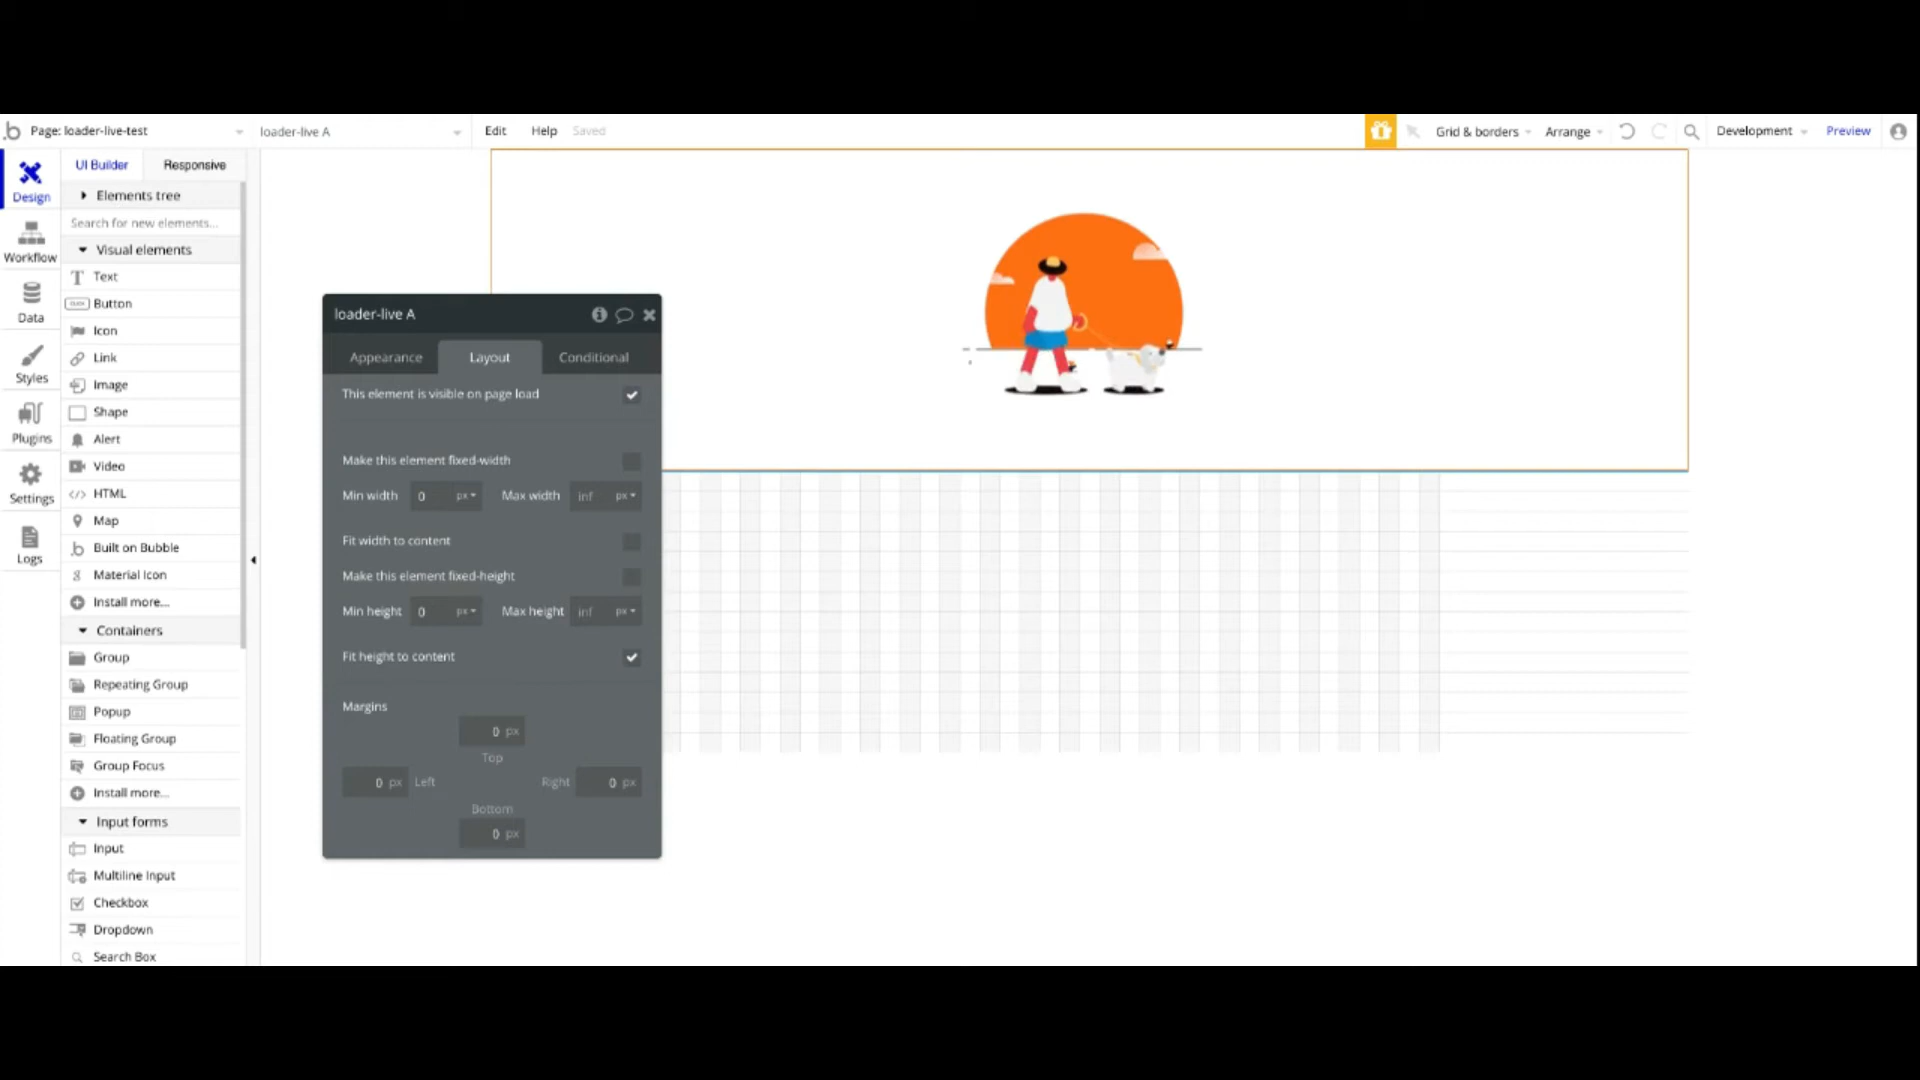 Page: loader-live-test
loader-live A
Edit
Help
Saved
Grid & borders
Arrange
Development
Preview
Design
Workflow
Data
Styles
Plugins
Settings
Logs
UI Builder
Responsive
Elements tree
Search for new elements...
Visual elements
Text
Button
Icon
Link
Image
Shape
Alert
Video
</> HTML
Map
Built on Bubble
Material Icon
Install more...
Containers
Group
Repeating Group
Popup
Floating Group
Group Focus
Install more...
Input forms
Input
Multiline Input
Checkbox
Dropdown
Search Box
loader-live A
Appearance
Layout
Conditional
This element is visible on page load
Make this element fixed-width
Min width 0 px Max width inf px
Fit width to content
Make this element fixed-height
Min height 0 px Max height inf px
Fit height to content
Margins
0 px
Top
0 px Left Right 0 px
Bottom
0 px